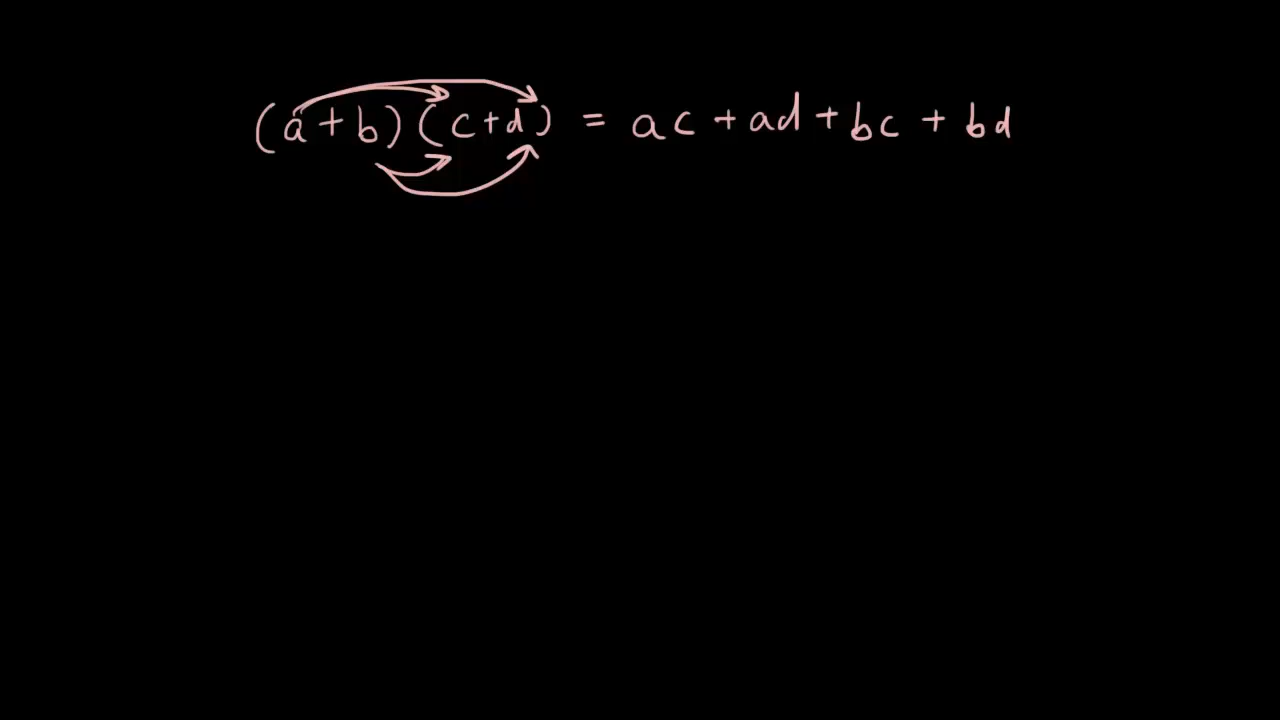 (a+b)(c+d) = ac + ad + bc + bd